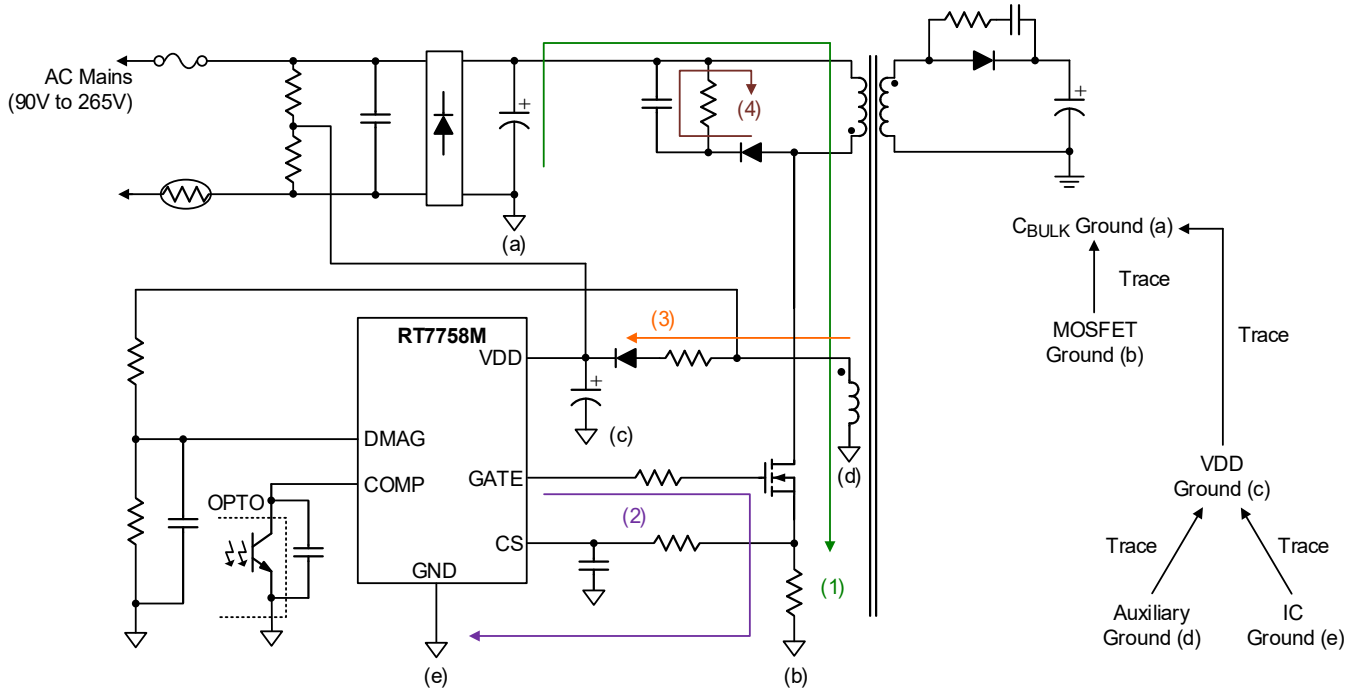 AC Mains
(90V to 265V)
+
(4)
+
(a)
C_BULK Ground (a)
Trace
MOSFET
Ground (b)
Trace
RT7758M
(3)
VDD
+
(c)
(d)
DMAG
COMP
GATE
OPTO
(2)
CS
GND
(1)
(e)
(b)
VDD
Ground (c)
Trace
Trace
Auxiliary
Ground (d)
IC
Ground (e)